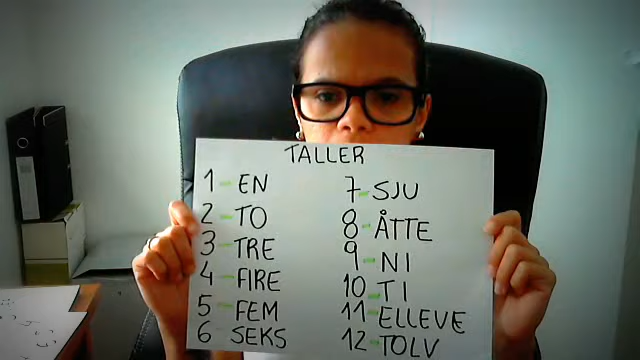 TALLER
1 - EN
2 - TO
3 - TRE
4 - FIRE
5 - FEM
6 SEKS
7 - SJU
8 - ÅTTE
9 - NI
10 - TI
11 - ELLEVE
12 - TOLV